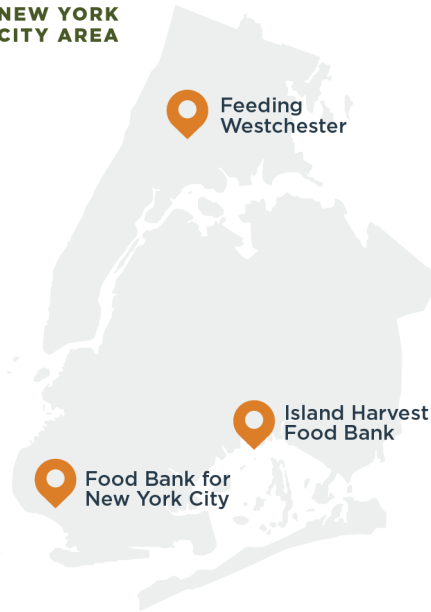 NEW YORK
CITY AREA
Feeding
Westchester
Island Harvest
Food Bank
Food Bank for
New York City